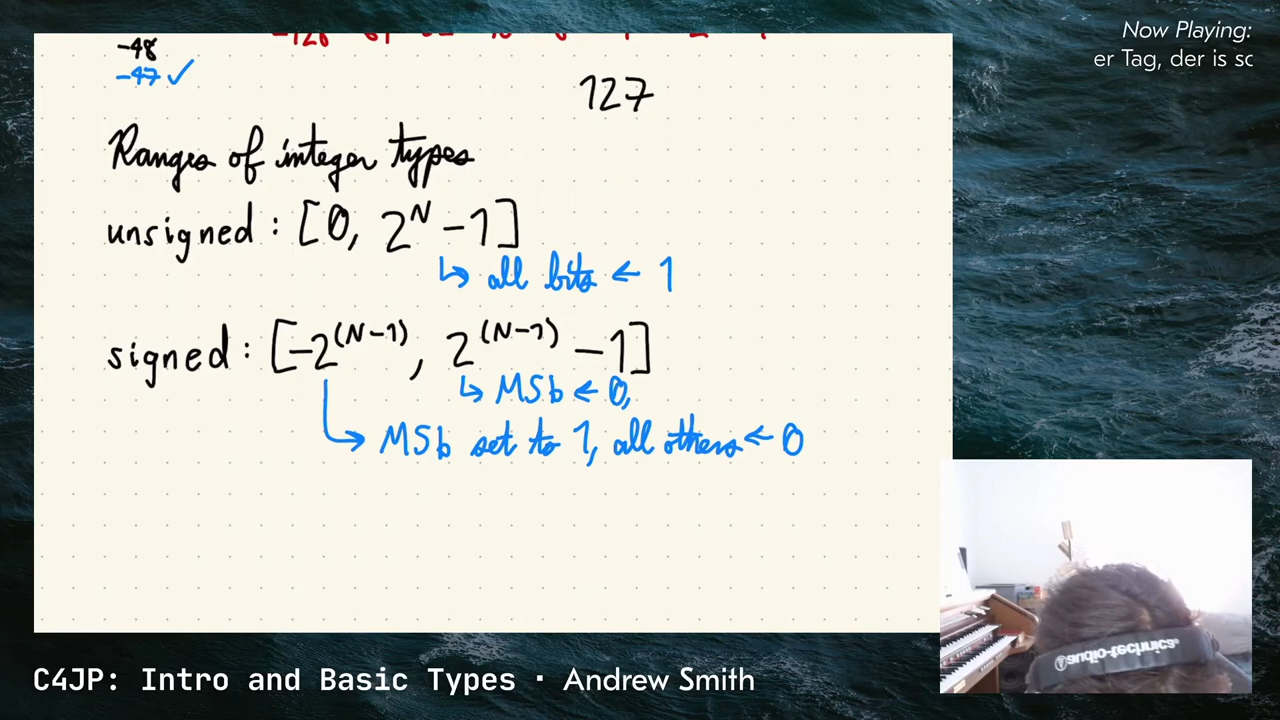 Now Playing:
er Tag, der is sc
-48
-47 ✓
127
Ranges of integer types
unsigned: [0, 2^N -1]
↳ all bits ← 1
signed: [-2^(N-1), 2^(N-1) -1]
↳ MSb ← 0,
↳ MSb set to 1, all others ← 0
audio-technica
C4JP: Intro and Basic Types · Andrew Smith